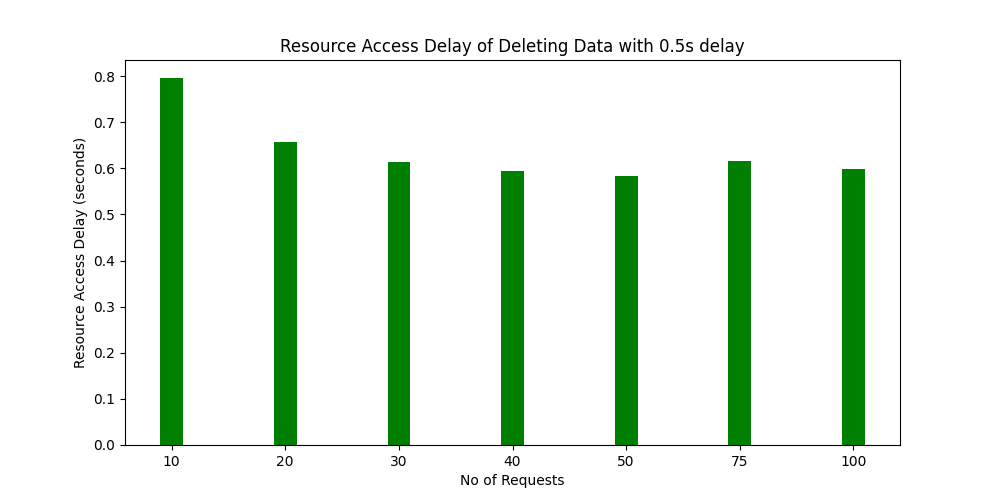 Resource Access Delay of Deleting Data with 0.5s delay
Resource Access Delay (seconds)
0.8
0.7
0.6
0.5
0.4
0.3
0.2
0.1
0.0
10 20 30 40 50 75 100
No of Requests